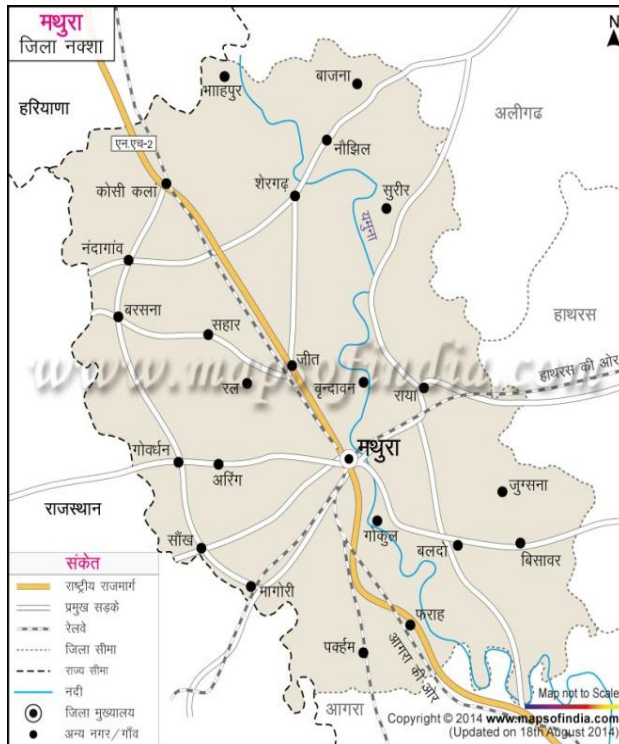 मथुरा
जिला नक्शा
N
हरियाणा
भााहपुर
बाजना
अलीगढ
एन.एच-2
नौझिल
कोसी कलां
शेरगढ़
सुरीर
यमुना
नंदागांव
बरसना
सहार
हाथरस
जीत
www.mapsofindia.com
रल
बृन्दावन
राया
हाथरस की ओर
मथुरा
गोवर्धन
अरिंग
जुग्सना
राजस्थान
गोकुल
सौंख
बलदो
बिसावर
मागोरी
फराह
पर्ख्हम
आगरा की ओर
आगरा
संकेत
राष्ट्रीय राजमार्ग
प्रमुख सड़के
रेलवे
जिला सीमा
राज्य सीमा
नदी
जिला मुख्यालय
अन्य नगर/गाँव
Map not to Scale
Copyright © 2014 www.mapsofindia.com
(Updated on 18th August 2014)